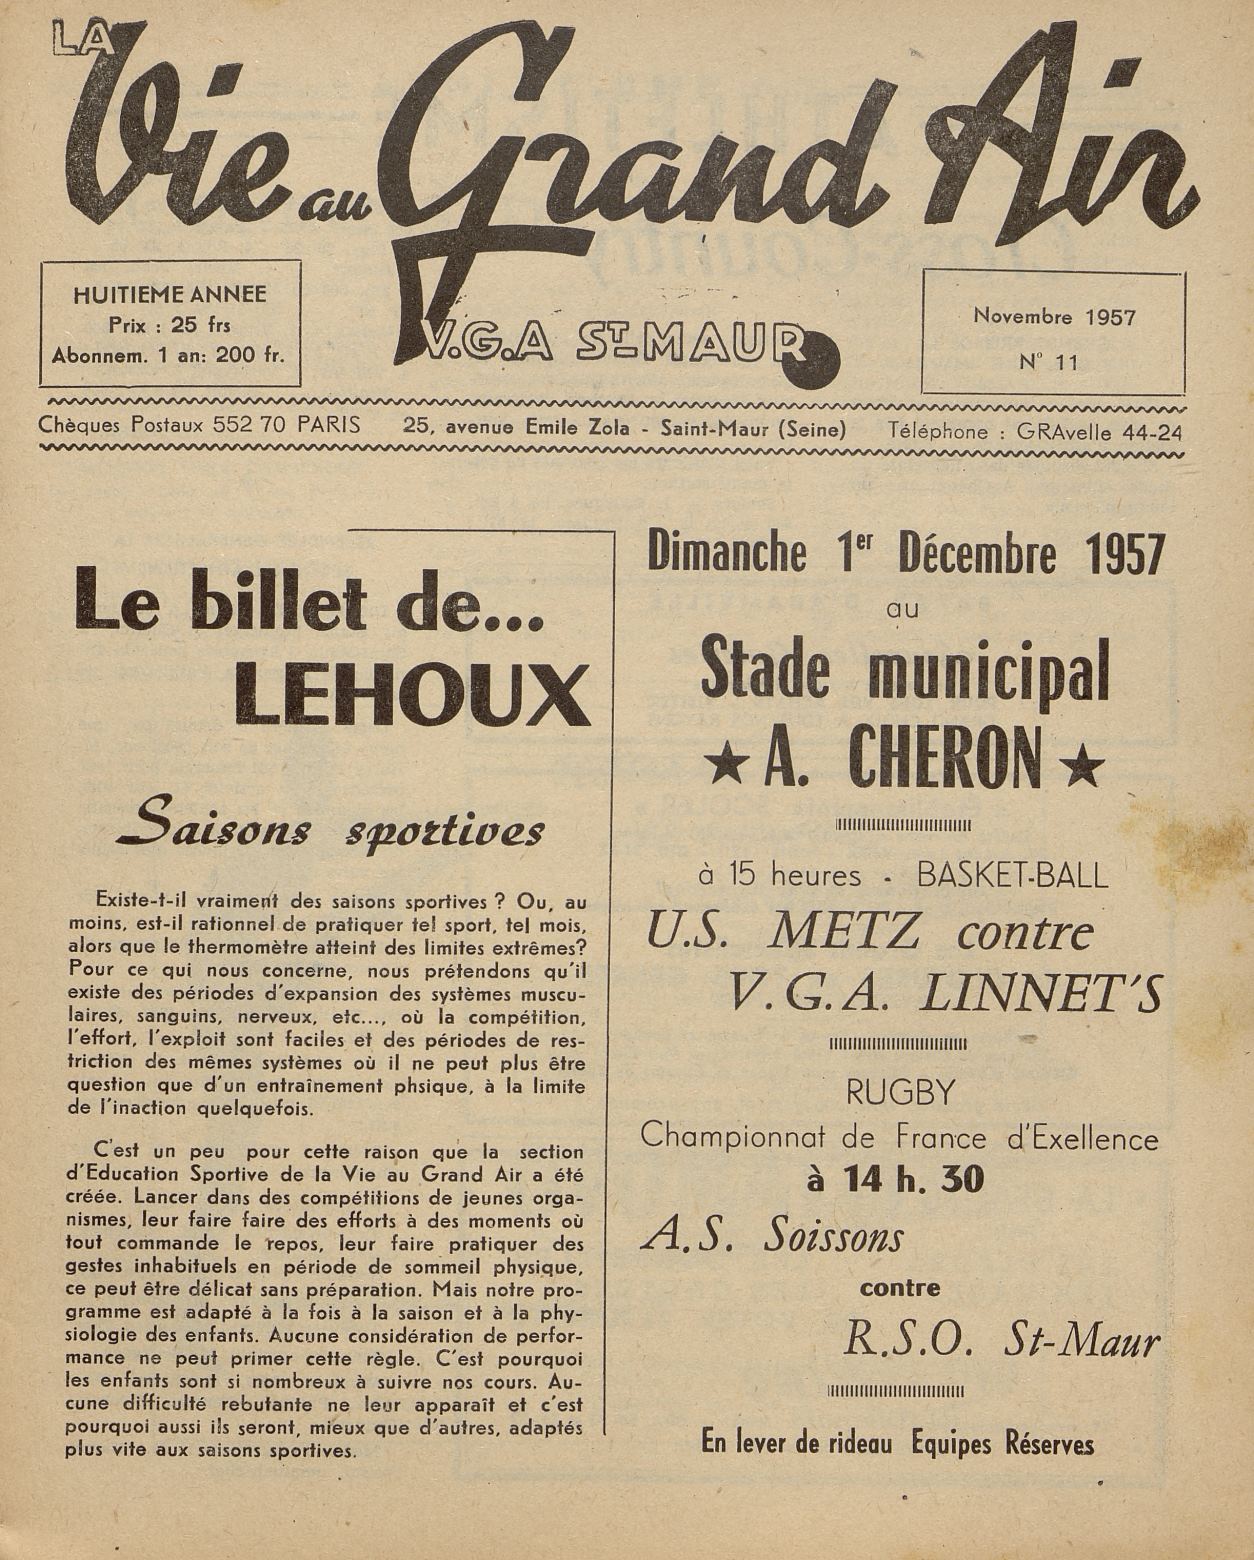 LA
Vie au Grand Air
V.G.A ST-MAUR
HUITIEME ANNEE
Prix : 25 frs
Abonnem. 1 an: 200 fr.
Novembre 1957
N° 11
Chèques Postaux 552 70 PARIS 25, avenue Emile Zola - Saint-Maur (Seine) Téléphone : GRAvelle 44-24
Le billet de...
LEHOUX
Saisons sportives
Existe-t-il vraiment des saisons sportives ? Ou, au
moins, est-il rationnel de pratiquer tel sport, tel mois,
alors que le thermomètre atteint des limites extrêmes?
Pour ce qui nous concerne, nous prétendons qu'il
existe des périodes d'expansion des systèmes muscu-
laires, sanguins, nerveux, etc..., où la compétition,
l'effort, l'exploit sont faciles et des périodes de res-
triction des mêmes systèmes où il ne peut plus être
question que d'un entraînement phsique, à la limite
de l'inaction quelquefois.
C'est un peu pour cette raison que la section
d'Education Sportive de la Vie au Grand Air a été
créée. Lancer dans des compétitions de jeunes orga-
nismes, leur faire faire des efforts à des moments où
tout commande le repos, leur faire pratiquer des
gestes inhabituels en période de sommeil physique,
ce peut être délicat sans préparation. Mais notre pro-
gramme est adapté à la fois à la saison et à la phy-
siologie des enfants. Aucune considération de perfor-
mance ne peut primer cette règle. C'est pourquoi
les enfants sont si nombreux à suivre nos cours. Au-
cune difficulté rebutante ne leur apparaît et c'est
pourquoi aussi ils seront, mieux que d'autres, adaptés
plus vite aux saisons sportives.
Dimanche 1er Décembre 1957
au
Stade municipal
★ A. CHERON ★
à 15 heures - BASKET-BALL
U.S. METZ contre
V.G.A. LINNET'S
RUGBY
Championnat de France d'Exellence
à 14 h. 30
A.S. Soissons
contre
R.S.O. St-Maur
En lever de rideau Equipes Réserves